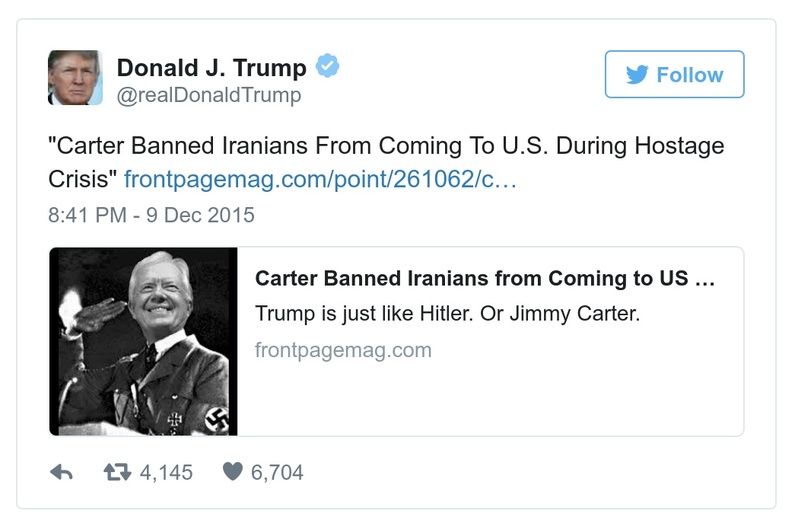 Donald J. Trump
@realDonaldTrump
Follow
"Carter Banned Iranians From Coming To U.S. During Hostage
Crisis" frontpagemag.com/point/261062/c…
8:41 PM - 9 Dec 2015
Carter Banned Iranians from Coming to US ...
Trump is just like Hitler. Or Jimmy Carter.
frontpagemag.com
4,145
6,704